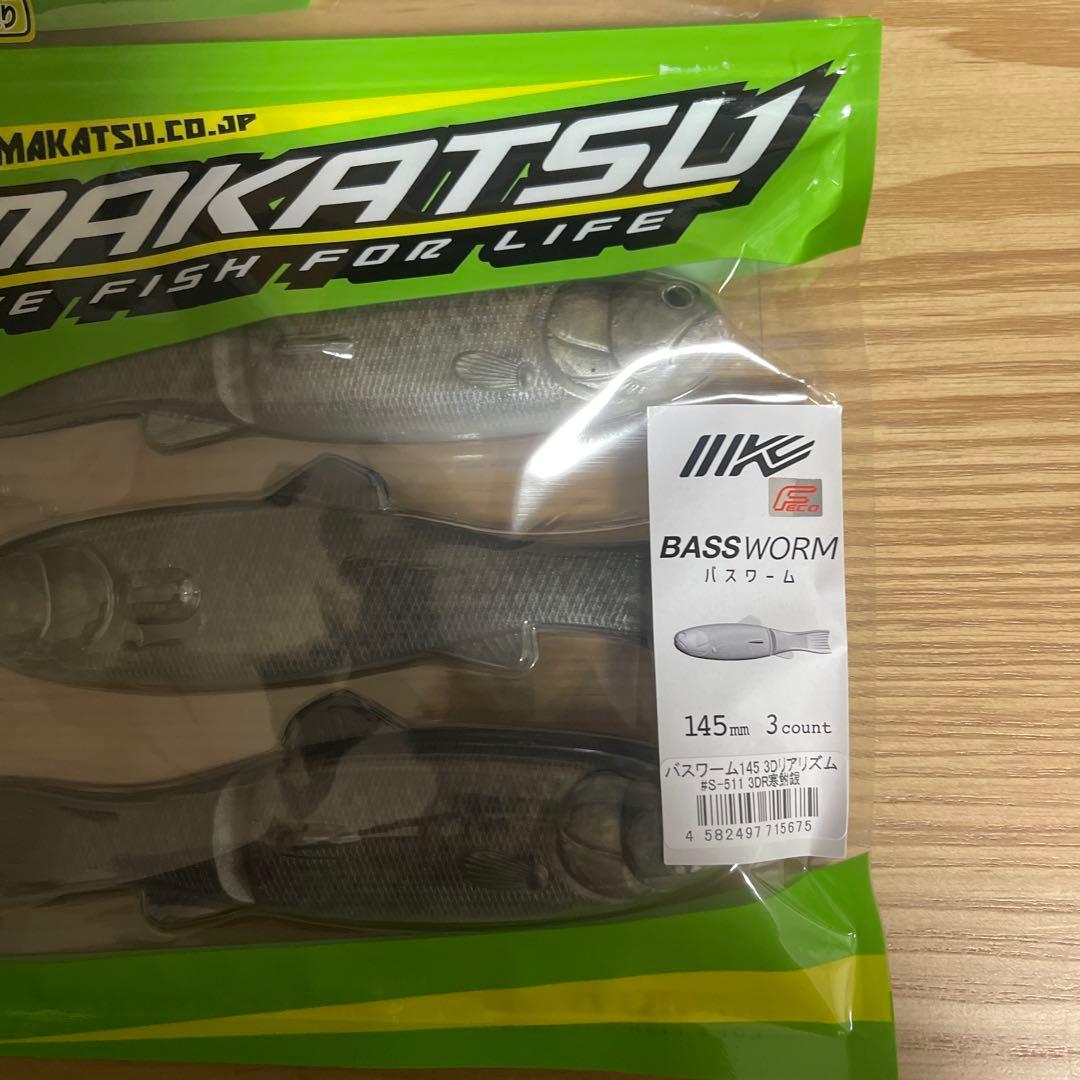 り
MAKATSU.CO.JP
MAKATSU
E FISH FOR LIFE
FECO
BASS WORM
バスワーム
145mm 3count
バスワーム145 3Dリアリズム
#S-511 3DR寒鮒銀
4 582497 715675